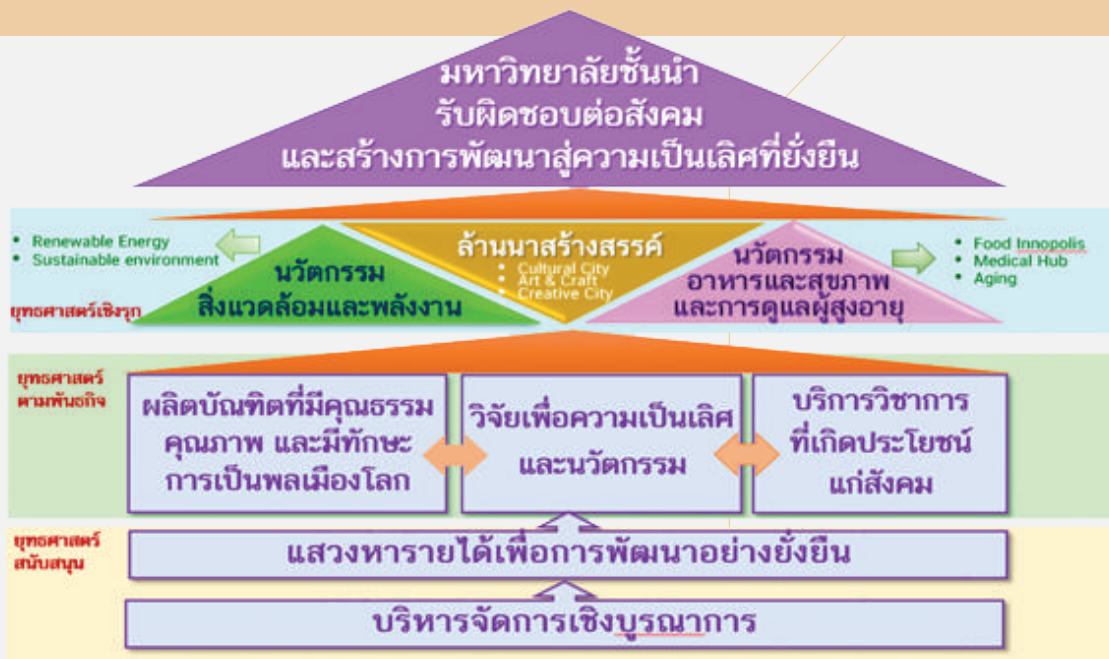 มหาวิทยาลัยชั้นนำ
รับผิดชอบต่อสังคม
และสร้างการพัฒนาสู่ความเป็นเลิศที่ยั่งยืน
ยุทธศาสตร์เชิงรุก
• Renewable Energy
• Sustainable environment
นวัตกรรม
สิ่งแวดล้อมและพลังงาน
ล้านนาสร้างสรรค์
• Cultural City
• Art & Craft
• Creative City
นวัตกรรม
อาหารและสุขภาพ
และการดูแลผู้สูงอายุ
• Food Innopolis
• Medical Hub
• Aging
ยุทธศาสตร์
ตามพันธกิจ
ผลิตบัณฑิตที่มีคุณธรรม
คุณภาพ และมีทักษะ
การเป็นพลเมืองโลก
วิจัยเพื่อความเป็นเลิศ
และนวัตกรรม
บริการวิชาการ
ที่เกิดประโยชน์
แก่สังคม
ยุทธศาสตร์
สนับสนุน
แสวงหารายได้เพื่อการพัฒนาอย่างยั่งยืน
บริหารจัดการเชิงบูรณาการ